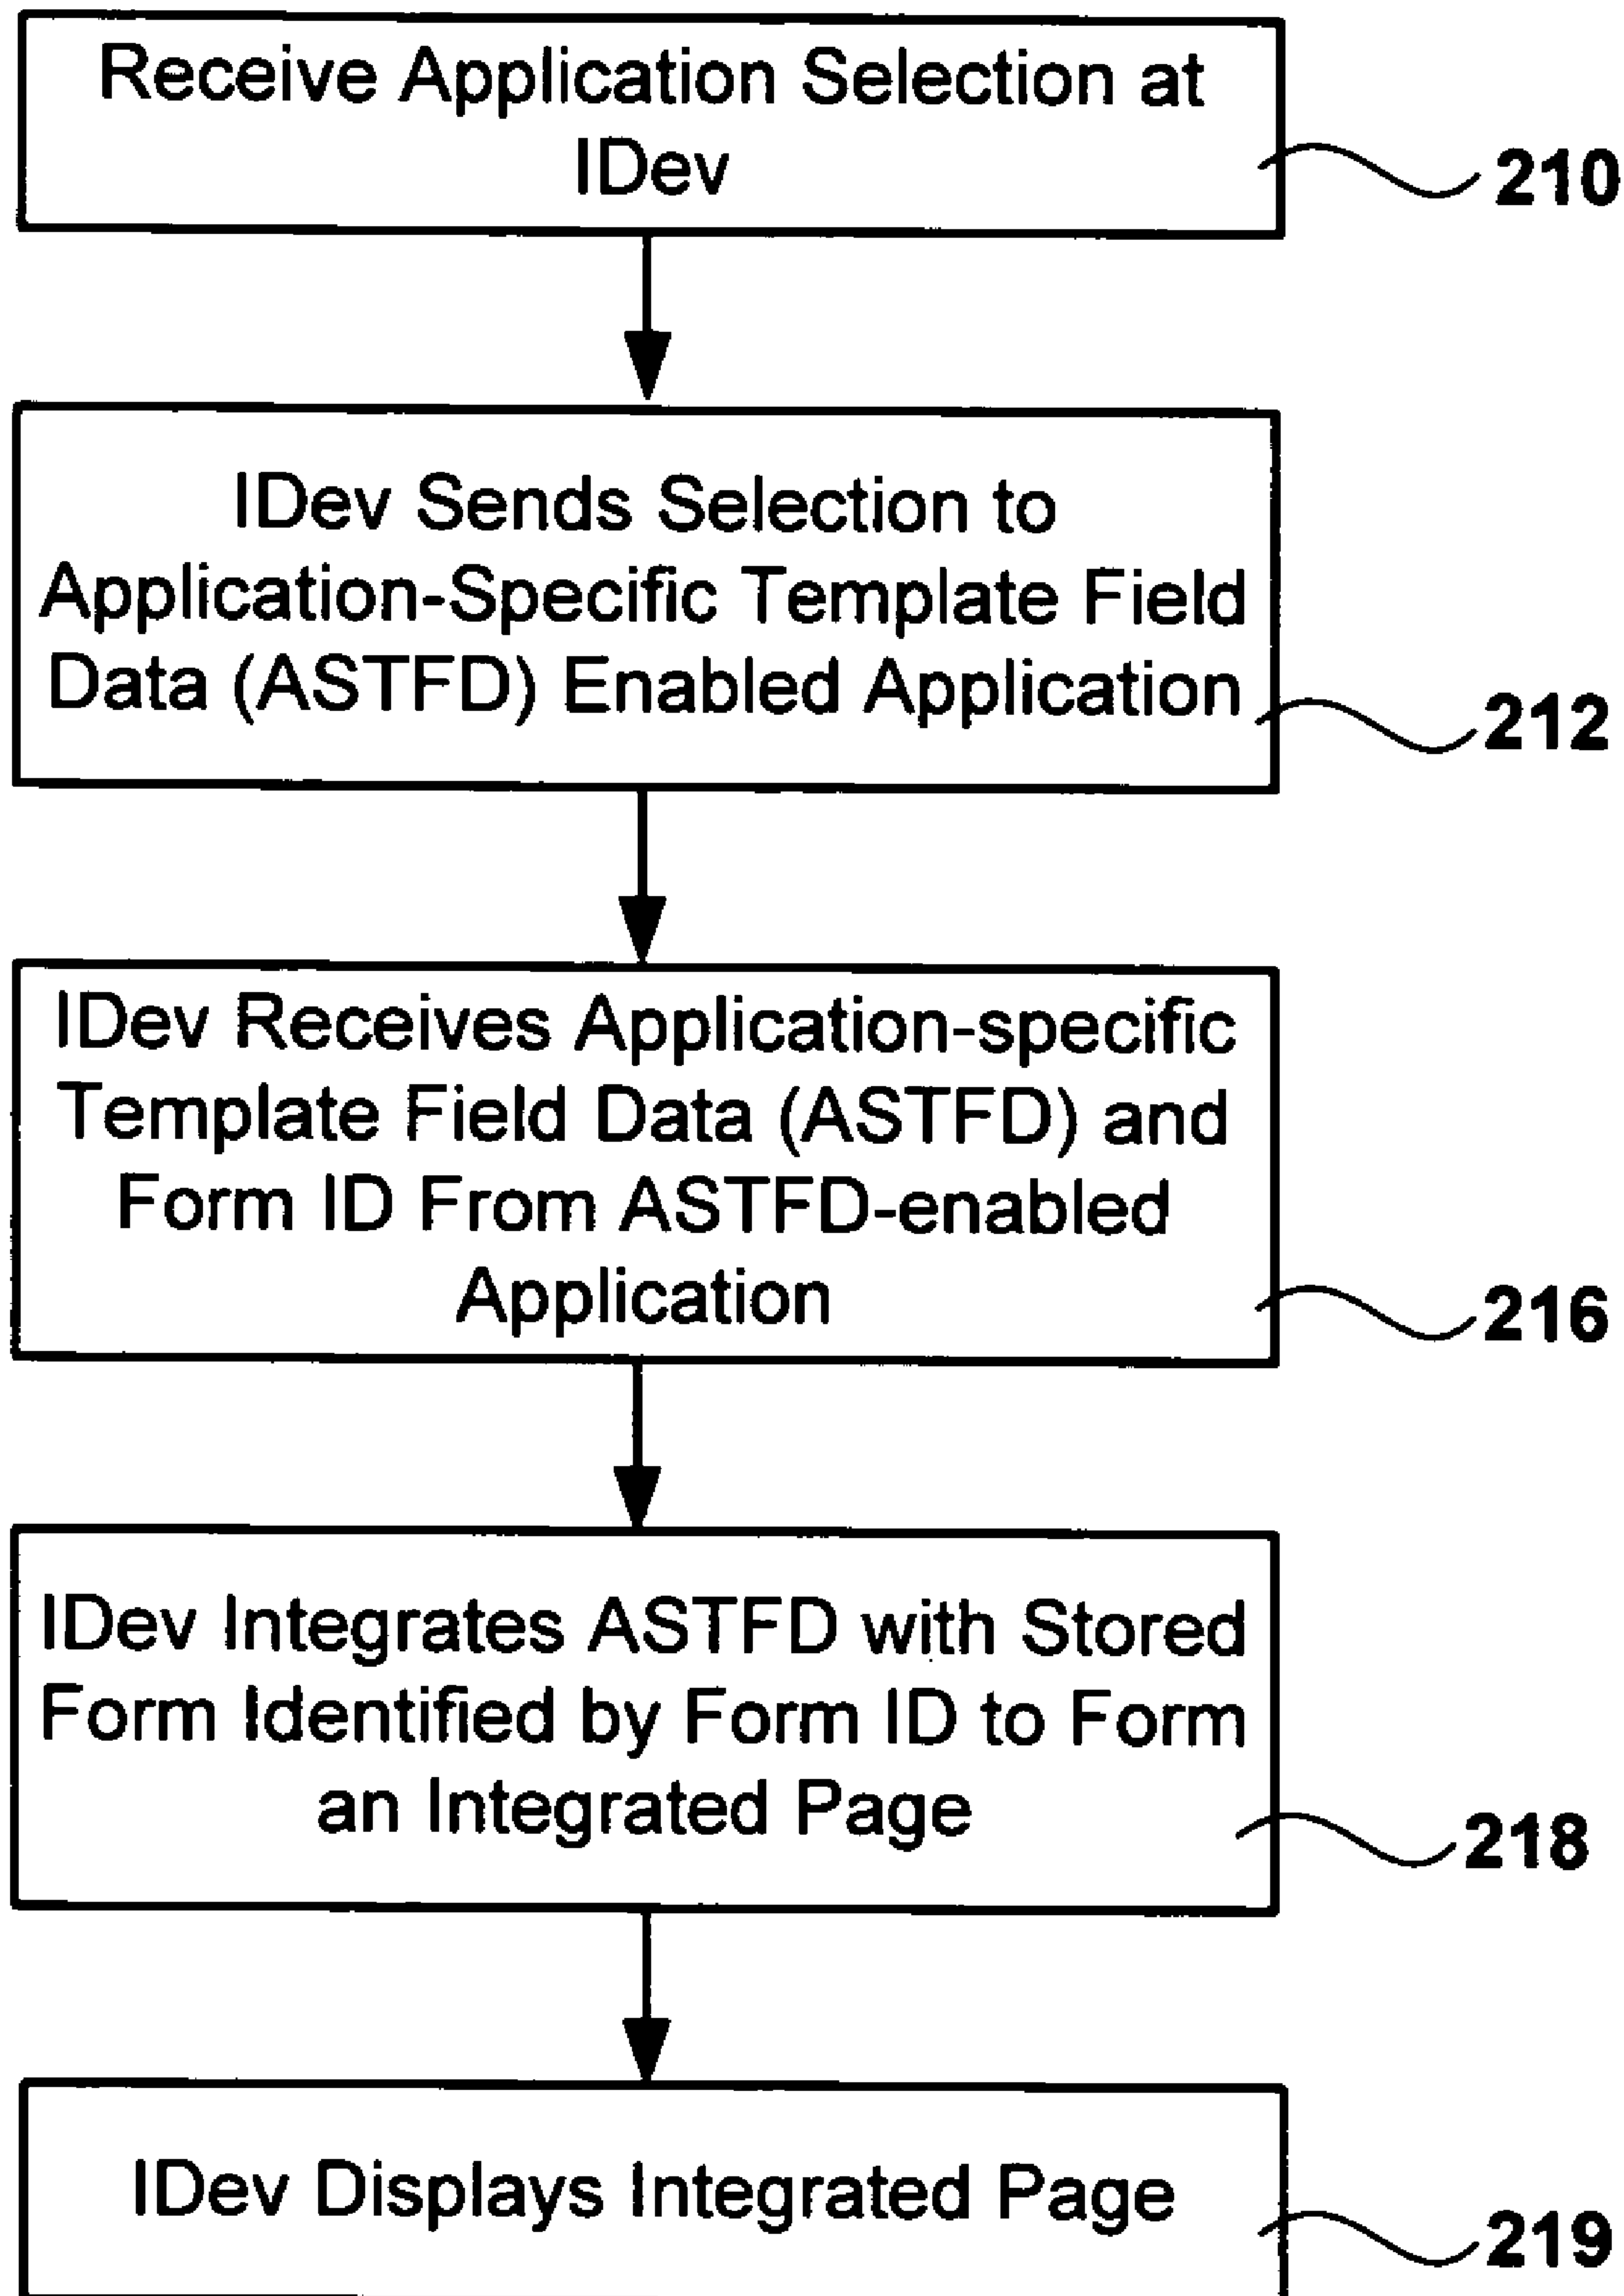 Receive Application Selection at
IDev
210
IDev Sends Selection to
Application-Specific Template Field
Data (ASTFD) Enabled Application
212
IDev Receives Application-specific
Template Field Data (ASTFD) and
Form ID From ASTFD-enabled
Application
216
IDev Integrates ASTFD with Stored
Form Identified by Form ID to Form
an Integrated Page
218
IDev Displays Integrated Page
219